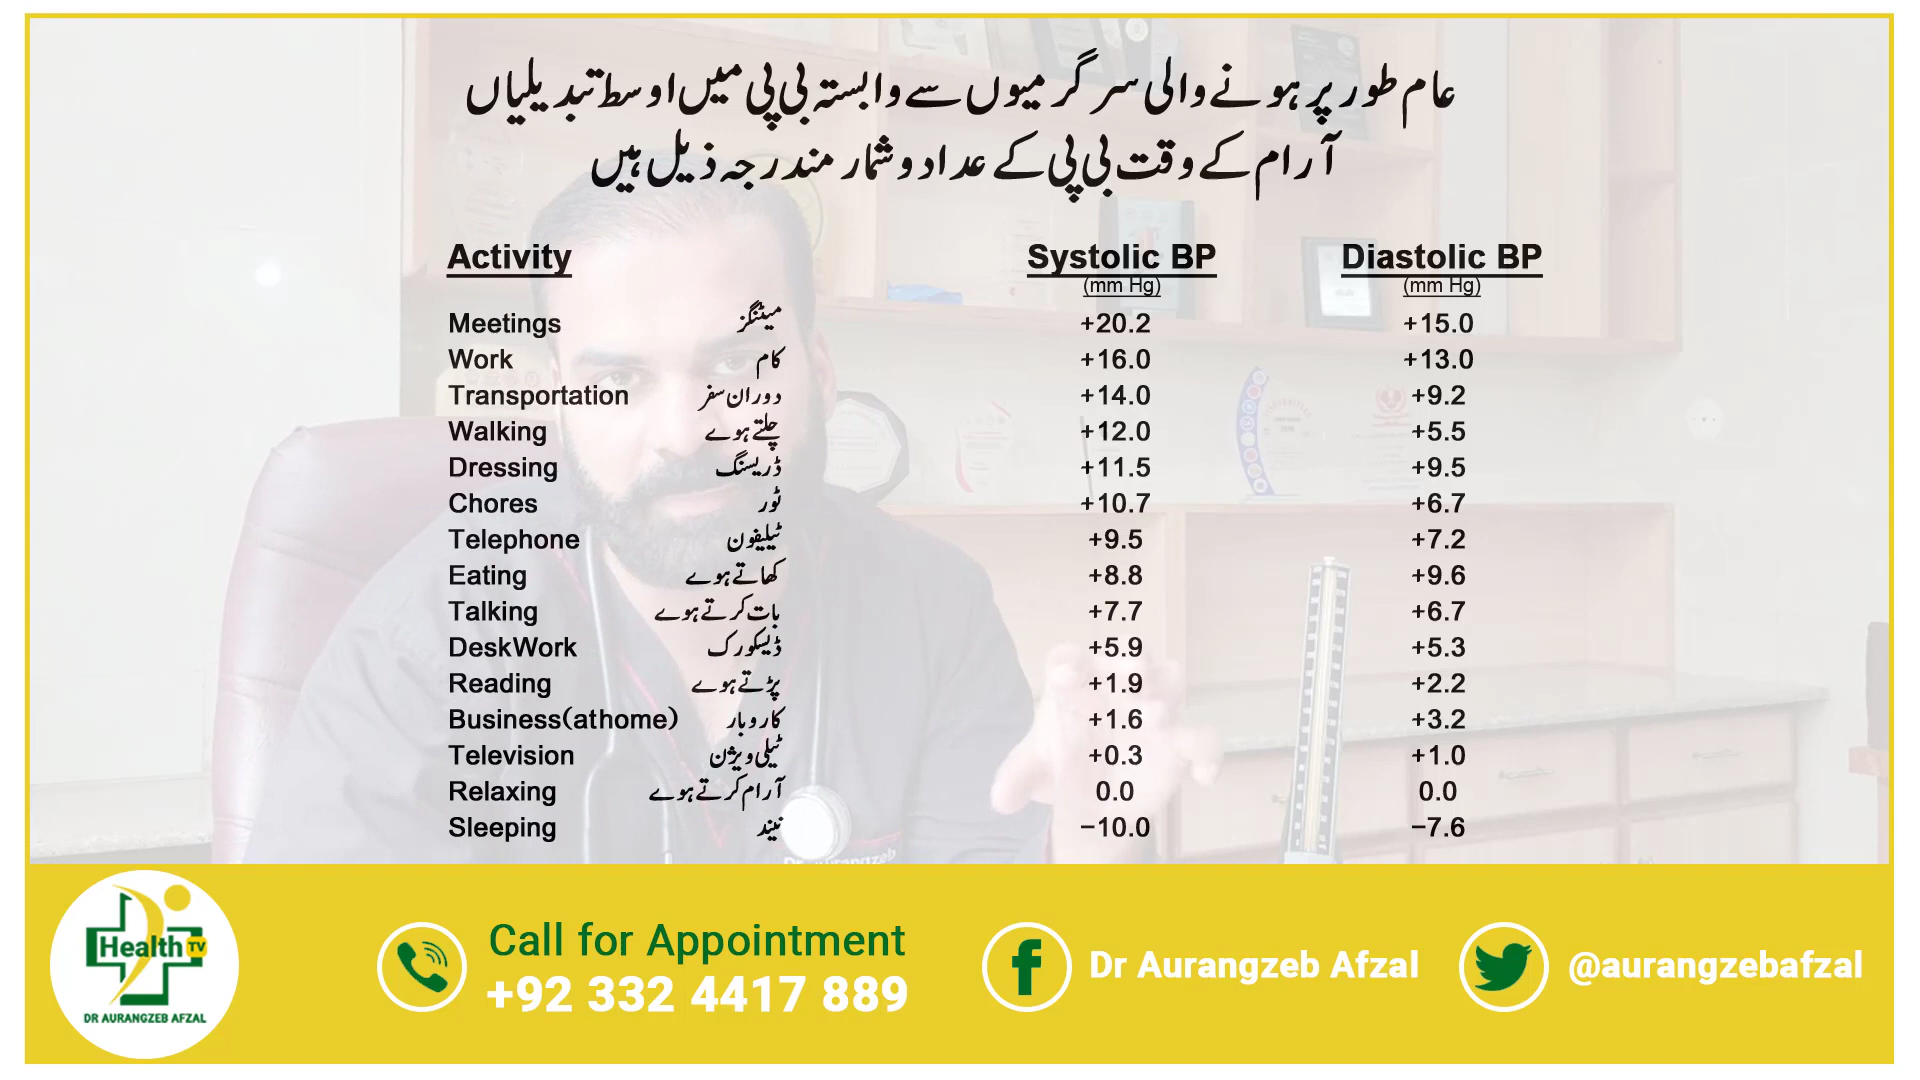 عام طور پر ہونے والی سرگرمیوں سے وابستہ بی پی میں اوسط تبدیلیاں
آرام کے وقت بی پی کے عداد و شمار مندرجہ ذیل ہیں
Activity Systolic BP Diastolic BP
(mm Hg) (mm Hg)
Meetings میٹنگز +20.2 +15.0
Work کام +16.0 +13.0
Transportation دوران سفر +14.0 +9.2
Walking چلتے ہوے +12.0 +5.5
Dressing ڈریسنگ +11.5 +9.5
Chores ٹور +10.7 +6.7
Telephone ٹیلیفون +9.5 +7.2
Eating کھاتے ہوے +8.8 +9.6
Talking بات کرتے ہوے +7.7 +6.7
DeskWork ڈیسکورک +5.9 +5.3
Reading پڑتے ہوے +1.9 +2.2
Business(athome) کاروبار +1.6 +3.2
Television ٹیلی ویژن +0.3 +1.0
Relaxing آرام کرتے ہوے 0.0 0.0
Sleeping نیند −10.0 −7.6
Dr Aurangzeb
Health TV
DR AURANGZEB AFZAL
Call for Appointment
+92 332 4417 889
Dr Aurangzeb Afzal
@aurangzebafzal